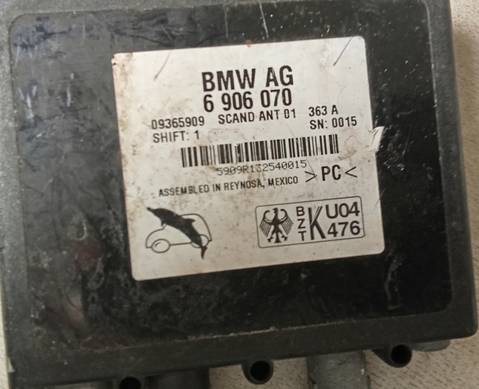 BMW AG
6 906 070
09365909 SCAND ANT 01 363 A
SHIFT: 1 SN: 0015
5909R132540015
ASSEMBLED IN REYNOSA, MEXICO >PC<
BZT K U04 476